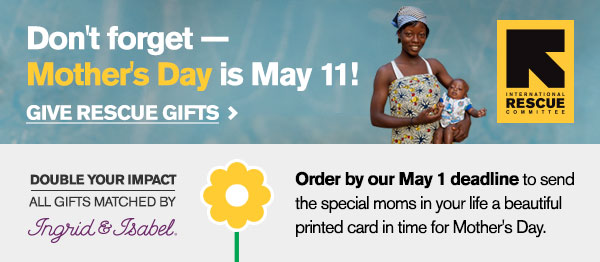 Don't forget —
Mother's Day is May 11!
GIVE RESCUE GIFTS >
INTERNATIONAL
RESCUE
COMMITTEE
DOUBLE YOUR IMPACT
ALL GIFTS MATCHED BY
Ingrid & Isabel.
Order by our May 1 deadline to send
the special moms in your life a beautiful
printed card in time for Mother's Day.